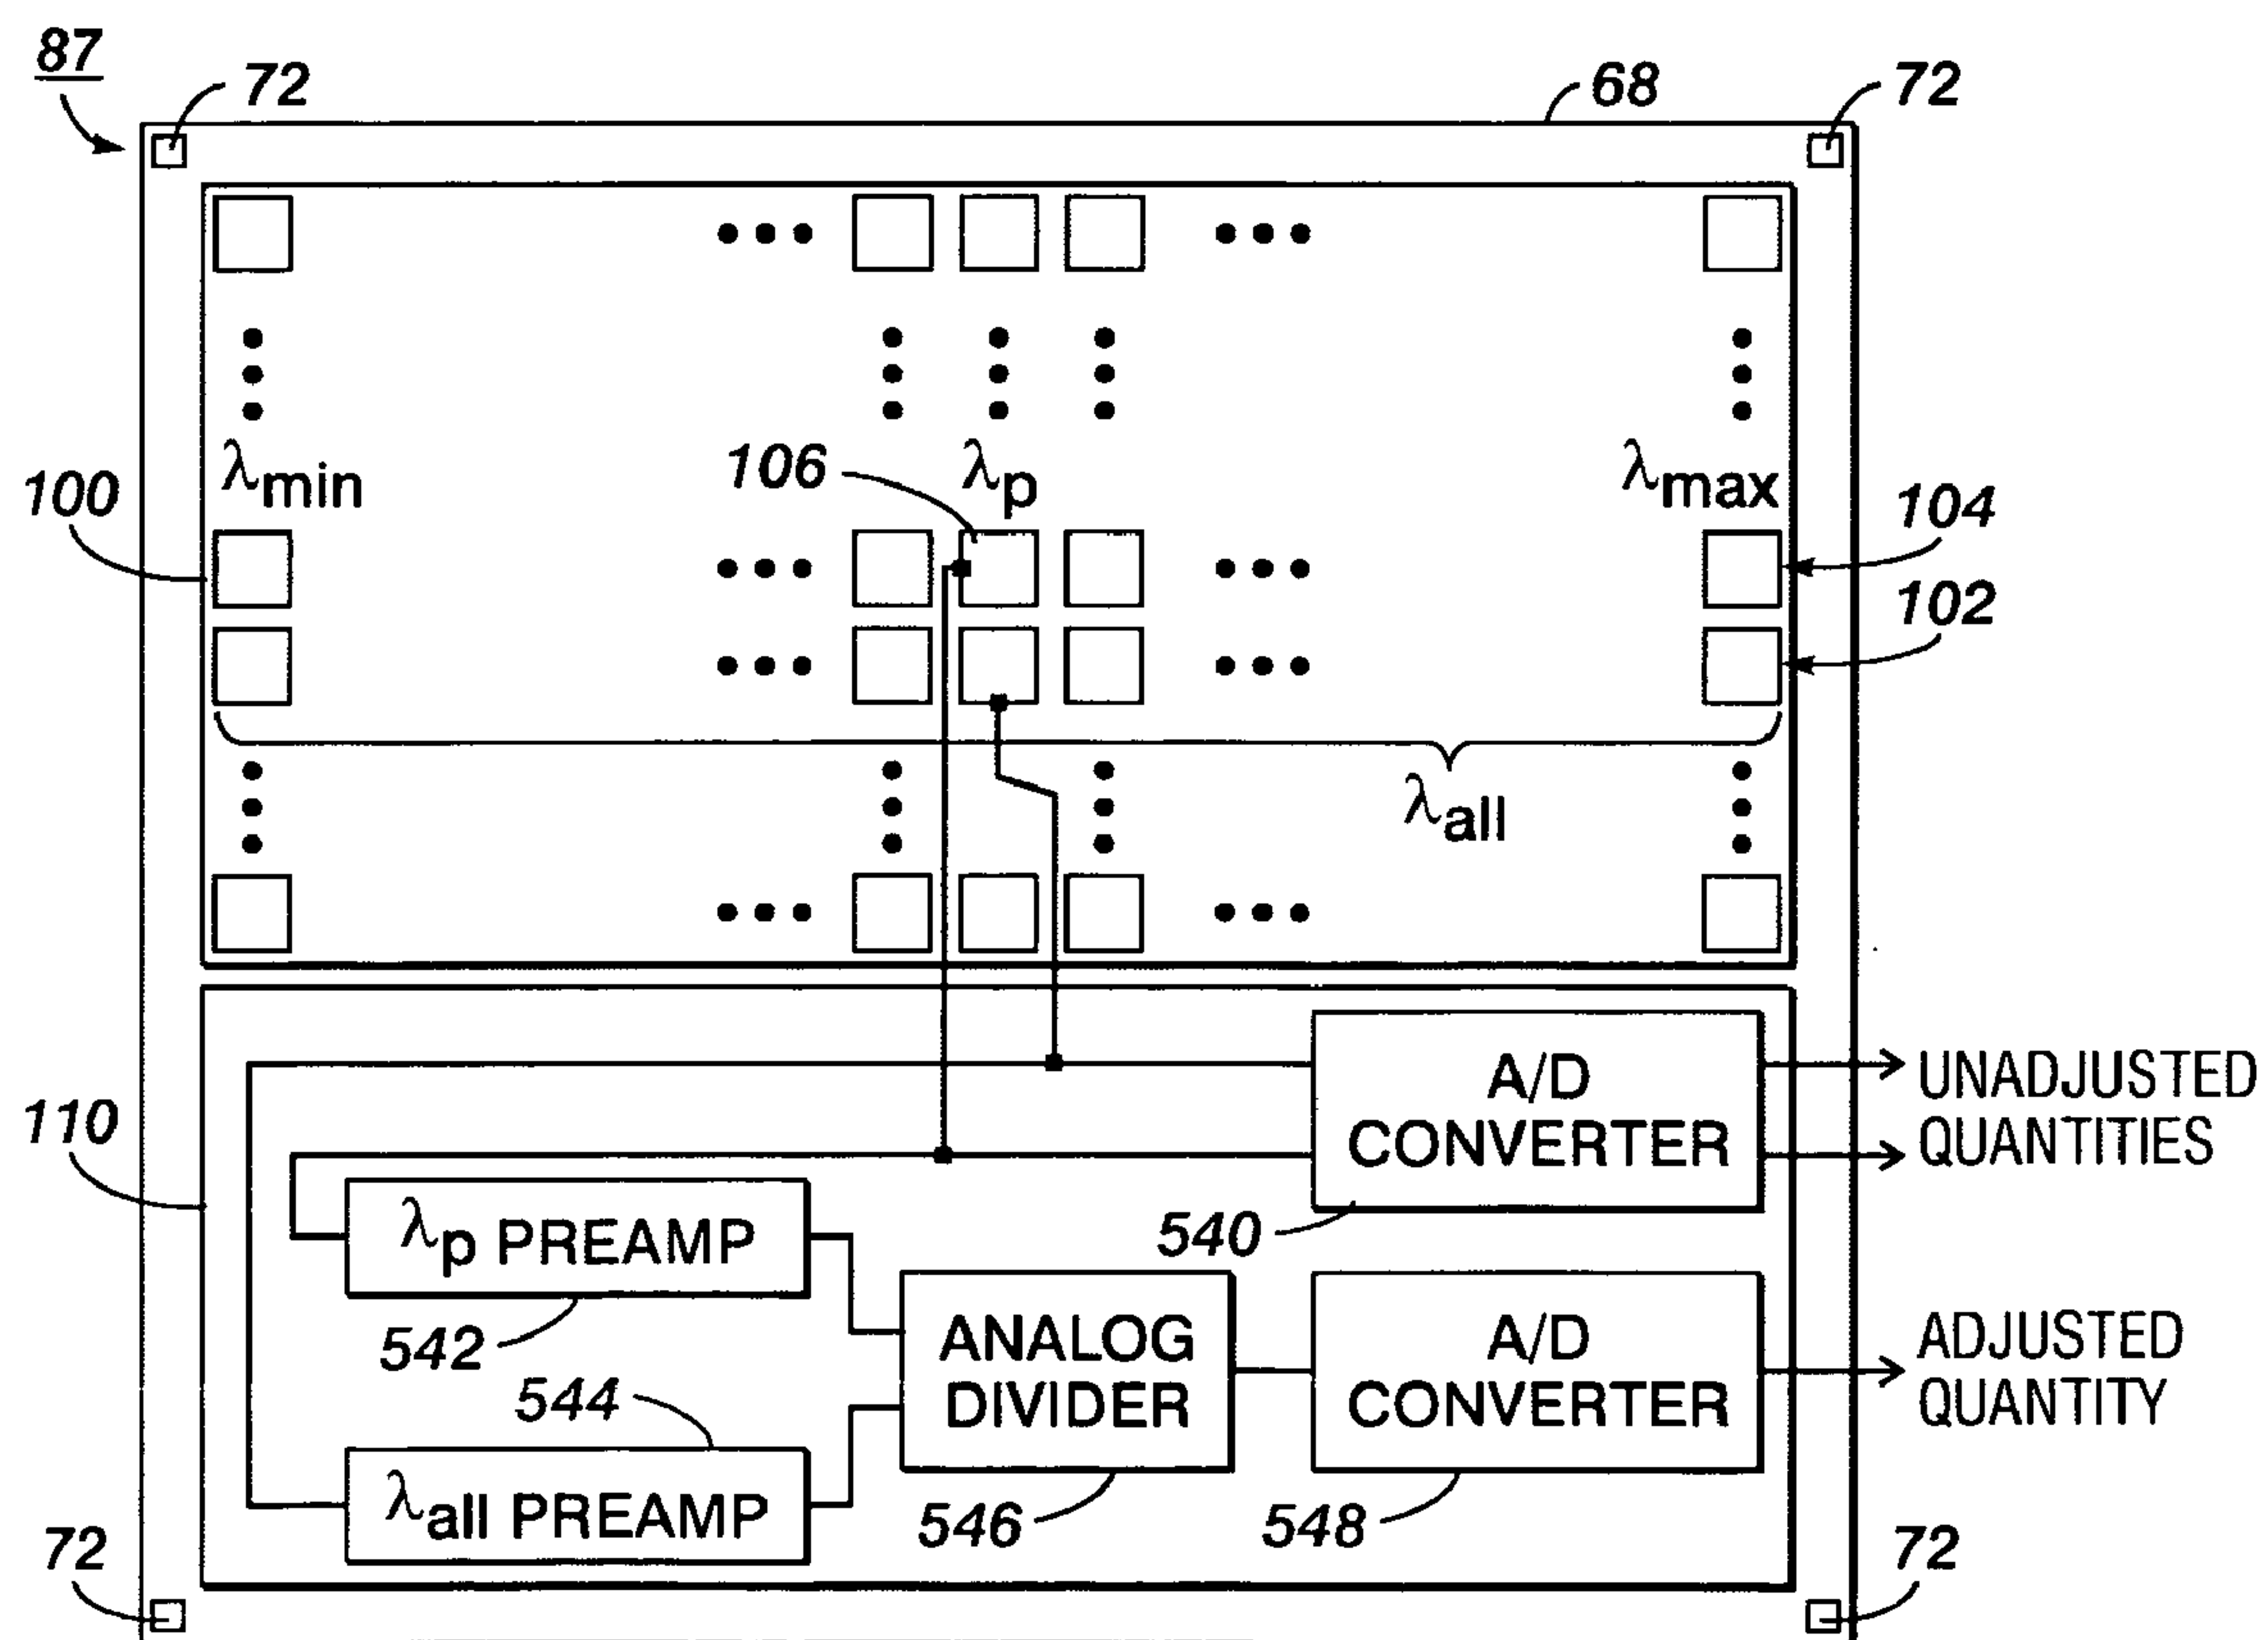 87
72
68
72
λmin
106
λp
λmax
100
104
102
λall
A/D
CONVERTER
UNADJUSTED
QUANTITIES
110
540
λp PREAMP
542
ANALOG
DIVIDER
A/D
CONVERTER
ADJUSTED
QUANTITY
544
λall PREAMP
546
548
72
72